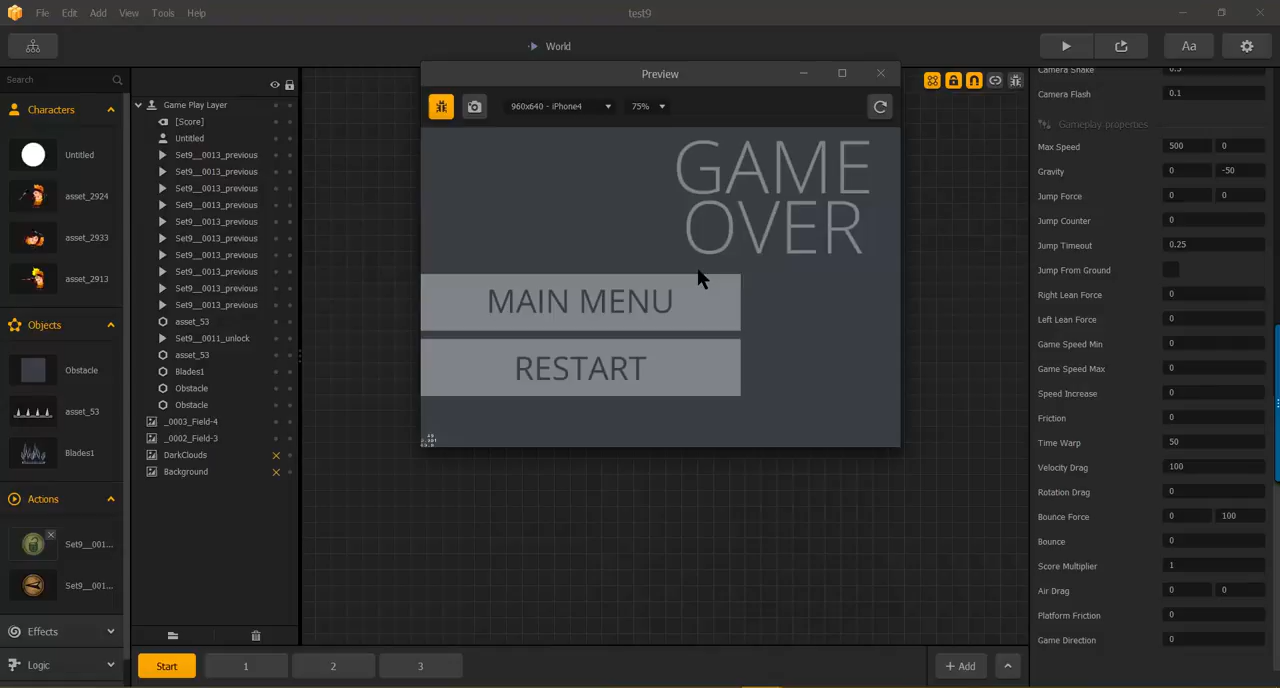 File Edit Add View Tools Help
test9
World
Aa
Search
Characters
Untitled
asset_2924
asset_2933
asset_2913
Objects
Obstacle
asset_53
Blades1
Actions
Set9__001...
Set9__001...
Effects
Logic
Game Play Layer
[Score]
Untitled
Set9__0013_previous
Set9__0013_previous
Set9__0013_previous
Set9__0013_previous
Set9__0013_previous
Set9__0013_previous
Set9__0013_previous
Set9__0013_previous
Set9__0013_previous
Set9__0013_previous
asset_53
Set9__0011_unlock
asset_53
Blades1
Obstacle
Obstacle
_0003_Field-4
_0002_Field-3
DarkClouds
Background
Preview
960x640 - iPhone4 75%
GAME
OVER
MAIN MENU
RESTART
Start 1 2 3
+ Add
Camera Shake 0.5
Camera Flash 0.1
Gameplay properties
Max Speed 500 0
Gravity 0 -50
Jump Force 0 0
Jump Counter 0
Jump Timeout 0.25
Jump From Ground
Right Lean Force 0
Left Lean Force 0
Game Speed Min 0
Game Speed Max 0
Speed Increase 0
Friction 0
Time Warp 50
Velocity Drag 100
Rotation Drag 0
Bounce Force 0 100
Bounce 0
Score Multiplier 1
Air Drag 0 0
Platform Friction 0
Game Direction 0